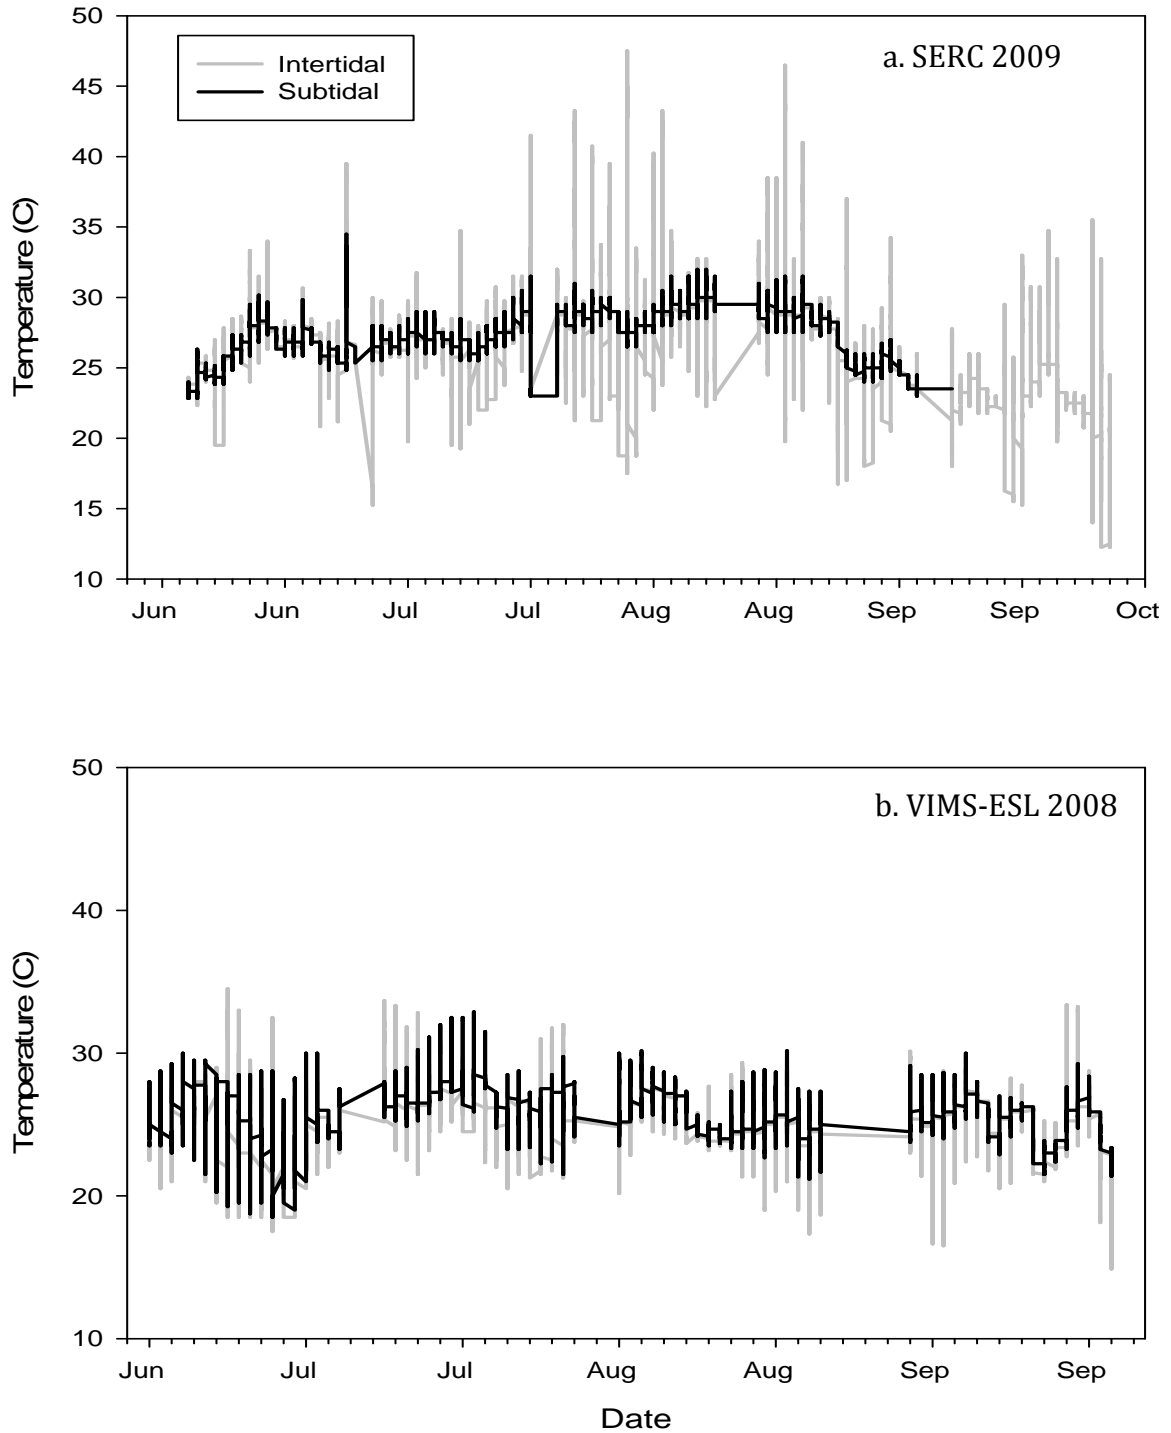 50
a. SERC 2009
Intertidal
Subtidal
45
40
35
30
25
20
15
10
Temperature (C)
Jun Jun Jul Jul Aug Aug Sep Sep Oct
50
b. VIMS-ESL 2008
40
30
20
10
Temperature (C)
Jun Jul Jul Aug Aug Sep Sep
Date